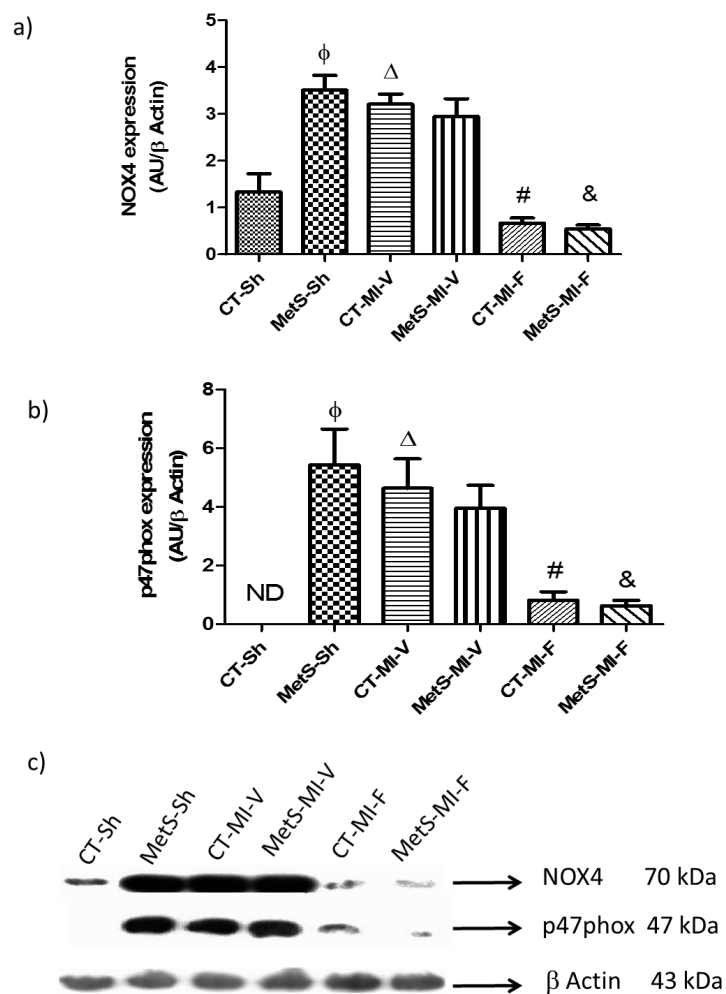 a)
NOX4 expression
(AU/β Actin)
5
4
3
2
1
0
ϕ
Δ
#
&
CT-Sh
MetS-Sh
CT-MI-V
MetS-MI-V
CT-MI-F
MetS-MI-F
b)
p47phox expression
(AU/β Actin)
8
6
4
2
0
ND
ϕ
Δ
#
&
CT-Sh
MetS-Sh
CT-MI-V
MetS-MI-V
CT-MI-F
MetS-MI-F
c)
CT-Sh
MetS-Sh
CT-MI-V
MetS-MI-V
CT-MI-F
MetS-MI-F
NOX4 70 kDa
p47phox 47 kDa
β Actin 43 kDa